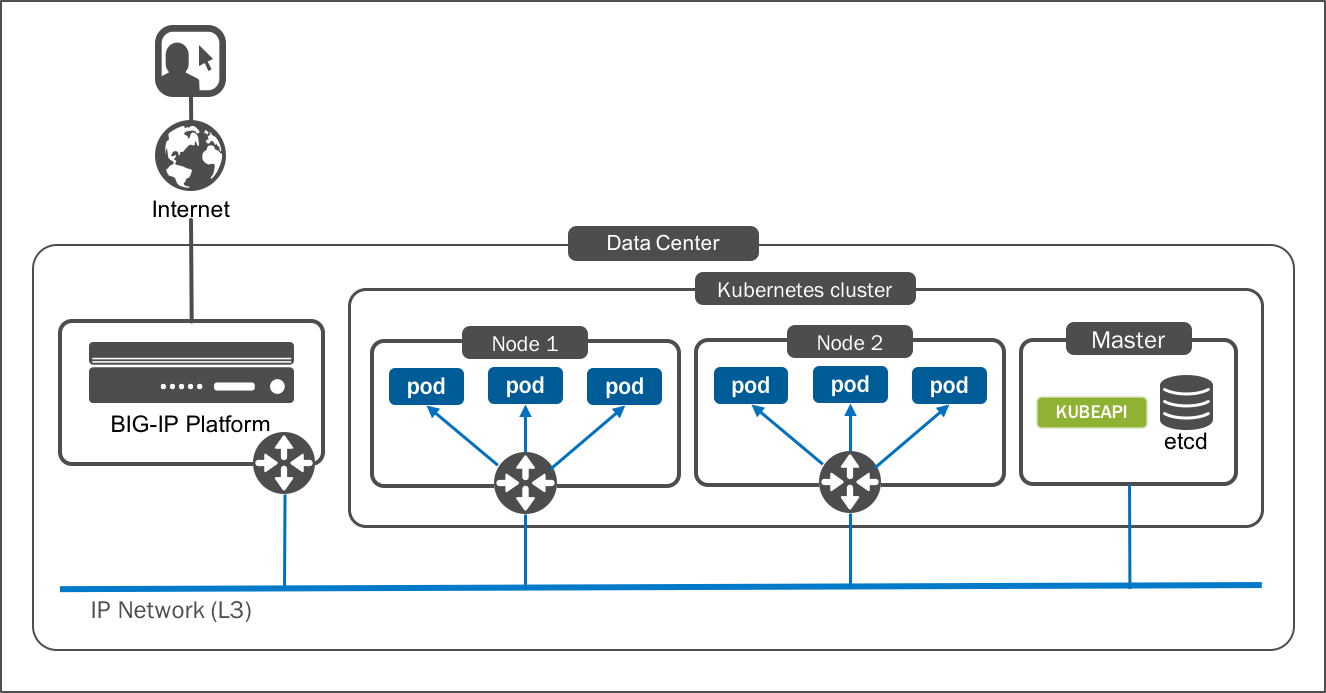 Internet
Data Center
Kubernetes cluster
Node 1
Node 2
Master
pod
pod
pod
pod
pod
pod
KUBEAPI
etcd
BIG-IP Platform
IP Network (L3)